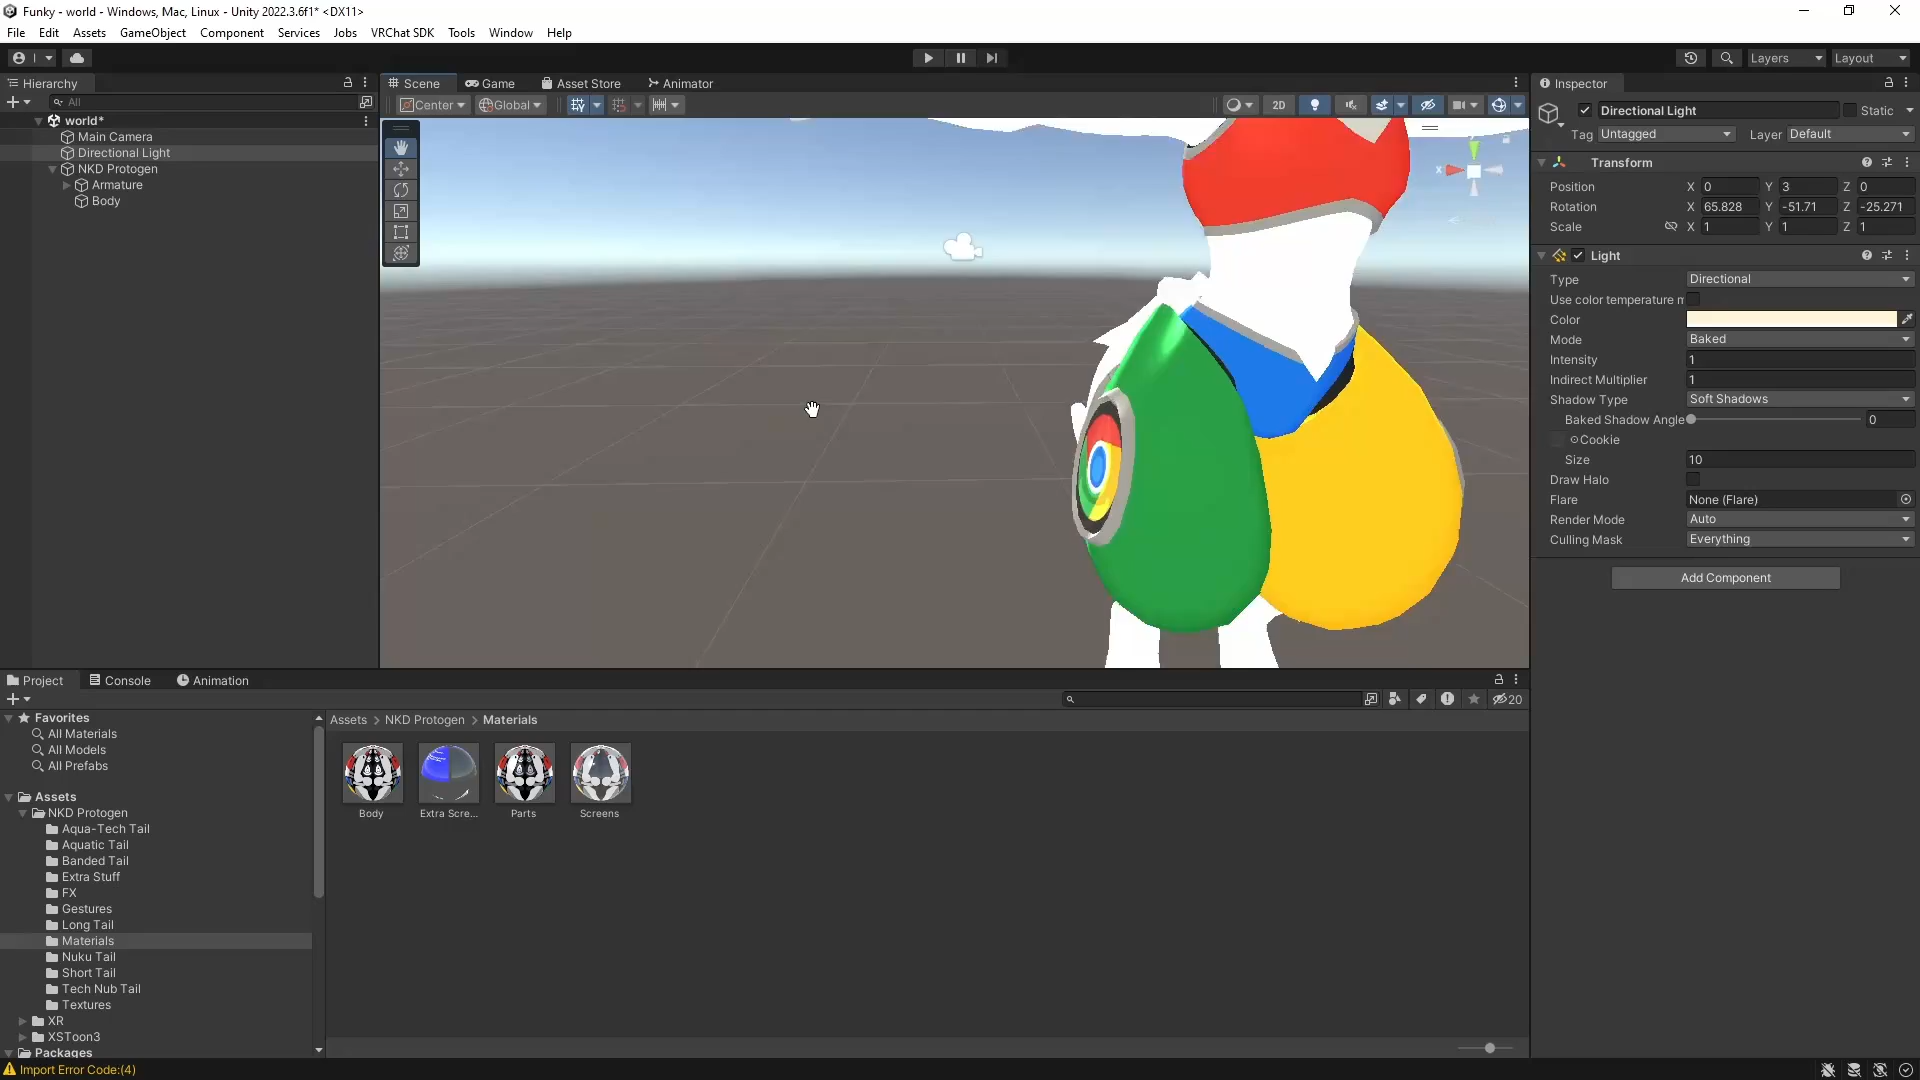 Funky - world - Windows, Mac, Linux - Unity 2022.3.6f1* <DX11>
File Edit Assets GameObject Component Services Jobs VRChat SDK Tools Window Help
I
Layers Layout
Hierarchy
All
world*
Main Camera
Directional Light
NKD Protogen
Armature
Body
Scene Game Asset Store Animator
Center Global 2D
x
Inspector
Directional Light Static
Tag Untagged Layer Default
Transform
Position X 0 Y 3 Z 0
Rotation X 65.828 Y -51.71 Z -25.271
Scale X 1 Y 1 Z 1
Light
Type Directional
Use color temperature m
Color
Mode Baked
Intensity 1
Indirect Multiplier 1
Shadow Type Soft Shadows
Baked Shadow Angle 0
Cookie
Size 10
Draw Halo
Flare None (Flare)
Render Mode Auto
Culling Mask Everything
Add Component
Project Console Animation
20
Favorites
All Materials
All Models
All Prefabs
Assets
NKD Protogen
Aqua-Tech Tail
Aquatic Tail
Banded Tail
Extra Stuff
FX
Gestures
Long Tail
Materials
Nuku Tail
Short Tail
Tech Nub Tail
Textures
XR
XSToon3
Packages
Assets > NKD Protogen > Materials
Body Extra Scre... Parts Screens
Import Error Code:(4)